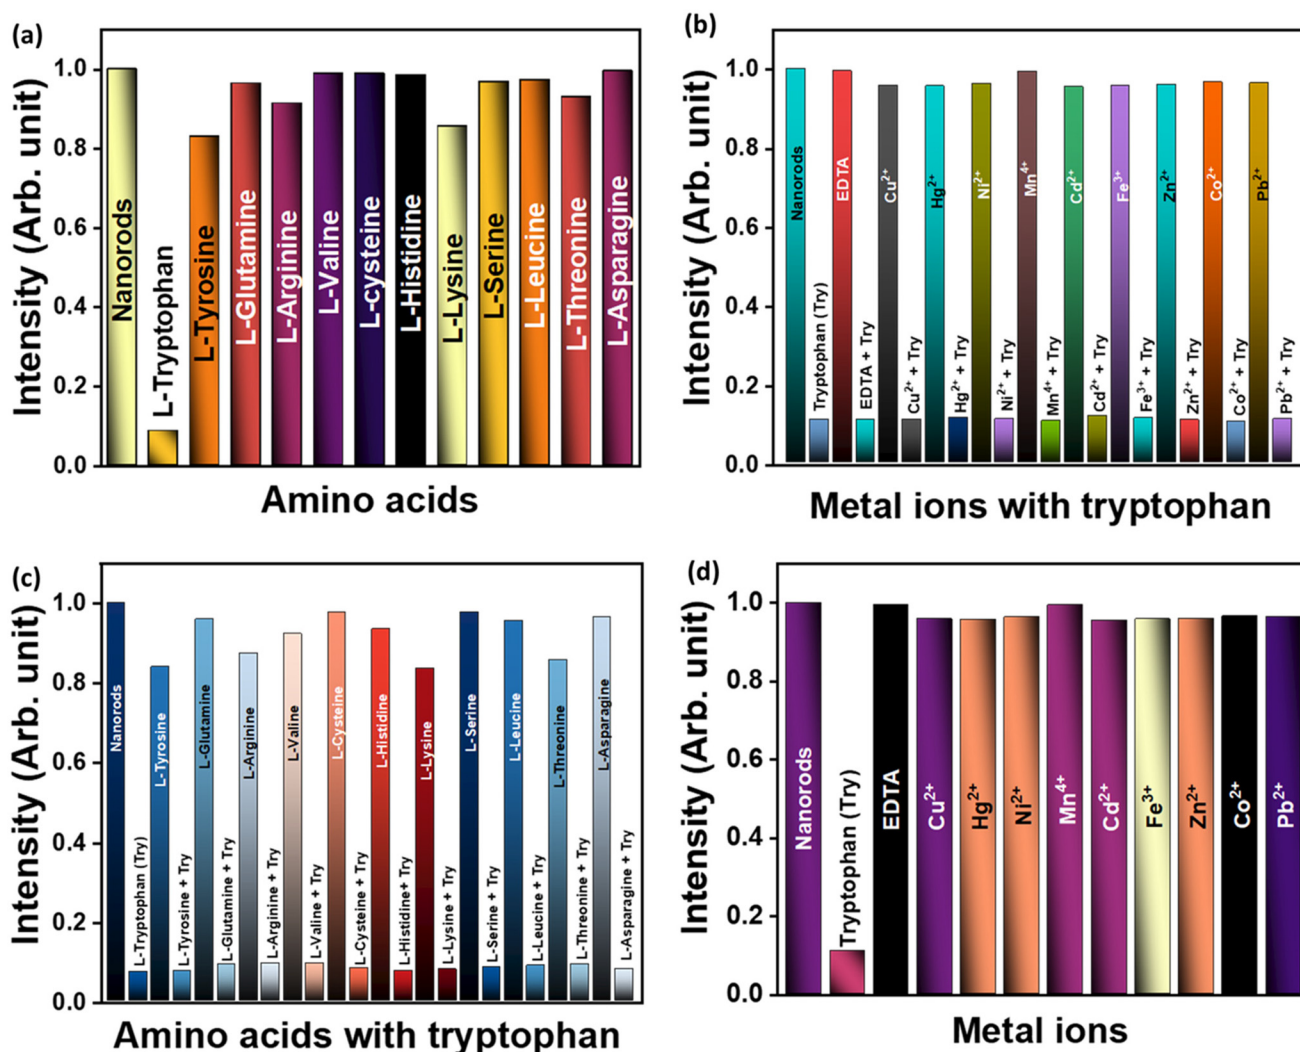 (a)
Intensity (Arb. unit)
1.0
0.8
0.6
0.4
0.2
0.0
Nanorods
L-Tryptophan
L-Tyrosine
L-Glutamine
L-Arginine
L-Valine
L-cysteine
L-Histidine
L-Lysine
L-Serine
L-Leucine
L-Threonine
L-Asparagine
Amino acids
(b)
Intensity (Arb. unit)
1.0
0.8
0.6
0.4
0.2
0.0
Nanorods
Tryptophan (Try)
EDTA
EDTA + Try
Cu²⁺
Cu²⁺ + Try
Hg²⁺
Hg²⁺ + Try
Ni²⁺
Ni²⁺ + Try
Mn⁴⁺
Mn⁴⁺ + Try
Cd²⁺
Cd²⁺ + Try
Fe³⁺
Fe³⁺ + Try
Zn²⁺
Zn²⁺ + Try
Co²⁺
Co²⁺ + Try
Pb²⁺
Pb²⁺ + Try
Metal ions with tryptophan
(c)
Intensity (Arb. unit)
1.0
0.8
0.6
0.4
0.2
0.0
Nanorods
L-Tryptophan (Try)
L-Tyrosine
L-Tyrosine + Try
L-Glutamine
L-Glutamine + Try
L-Arginine
L-Arginine + Try
L-Valine
L-Valine + Try
L-Cysteine
L-Cysteine + Try
L-Histidine
L-Histidine+ Try
L-Lysine
L-Lysine + Try
L-Serine
L-Serine + Try
L-Leucine
L-Leucine + Try
L-Threonine
L-Threonine + Try
L-Asparagine
L-Asparagine + Try
Amino acids with tryptophan
(d)
Intensity (Arb. unit)
1.0
0.8
0.6
0.4
0.2
0.0
Nanorods
Tryptophan (Try)
EDTA
Cu²⁺
Hg²⁺
Ni²⁺
Mn⁴⁺
Cd²⁺
Fe³⁺
Zn²⁺
Co²⁺
Pb²⁺
Metal ions